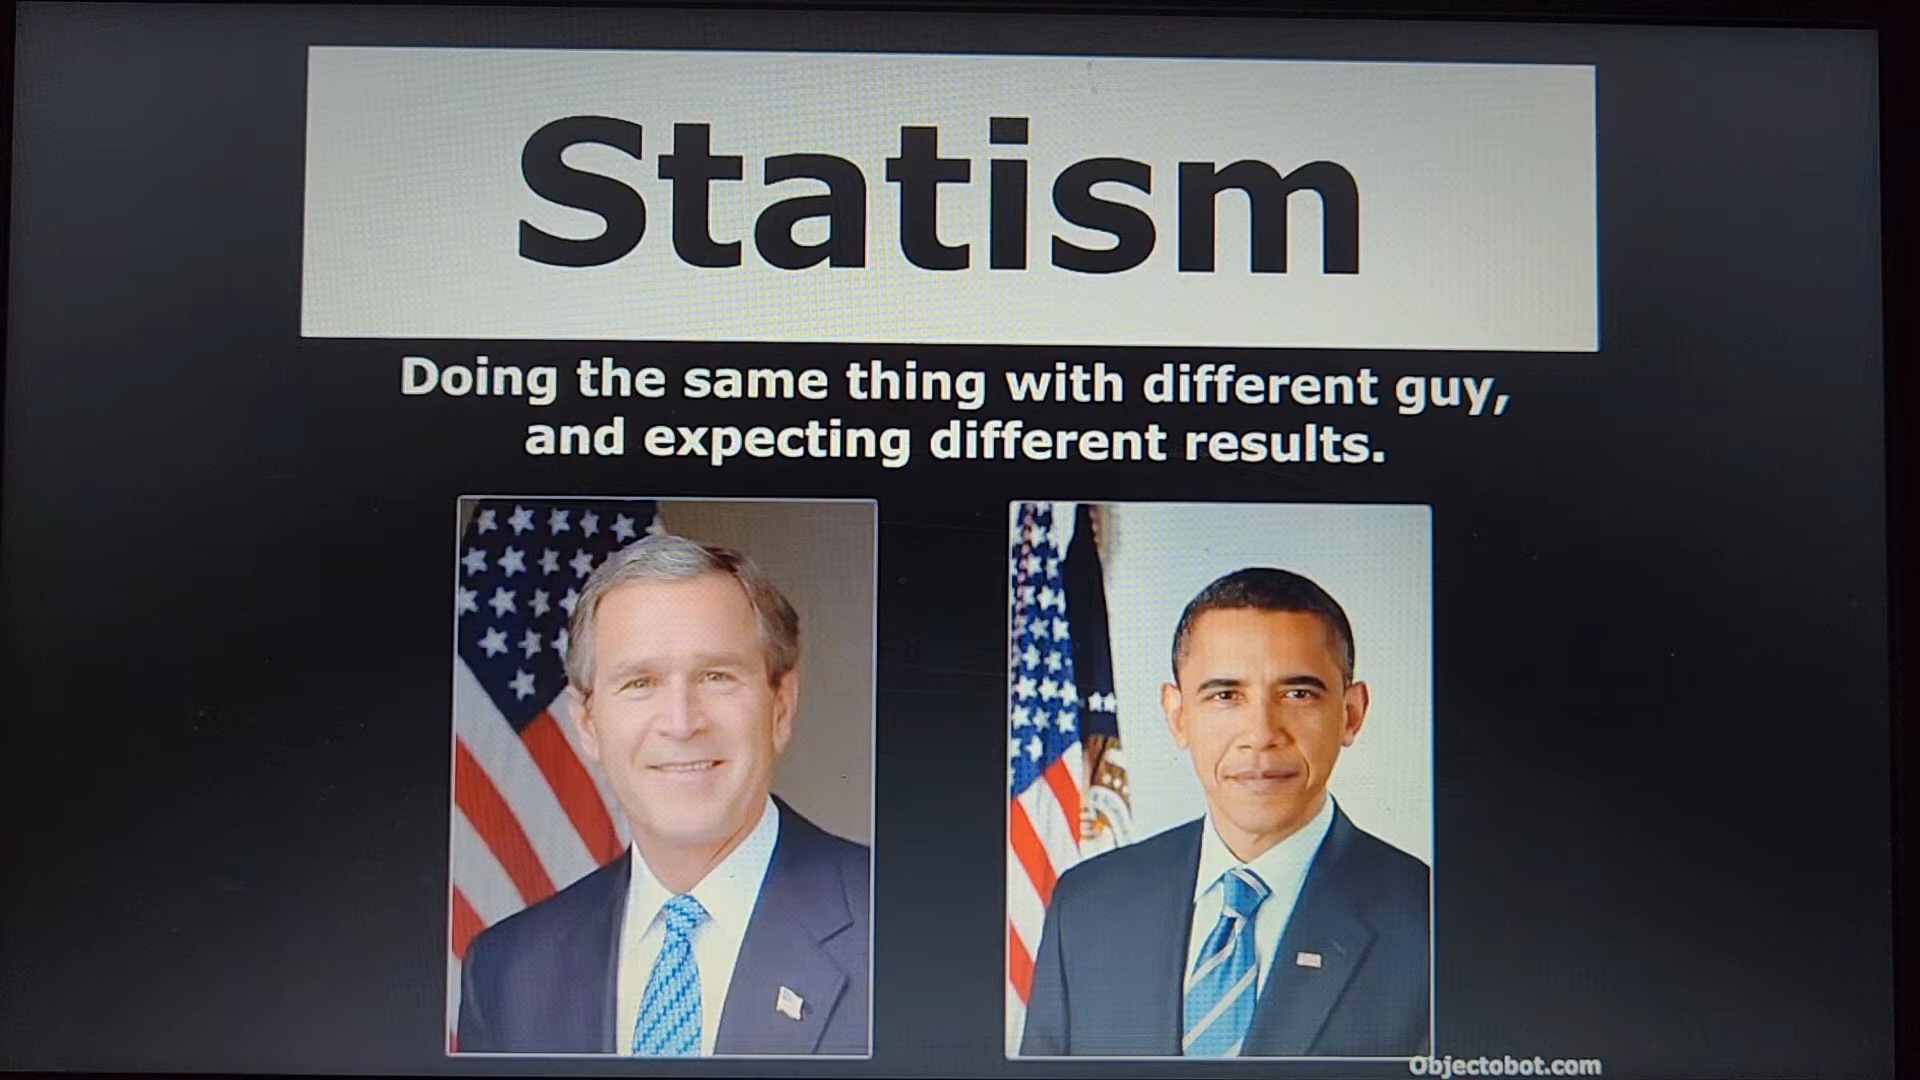 Statism
Doing the same thing with different guy,
and expecting different results.
Objectobot.com